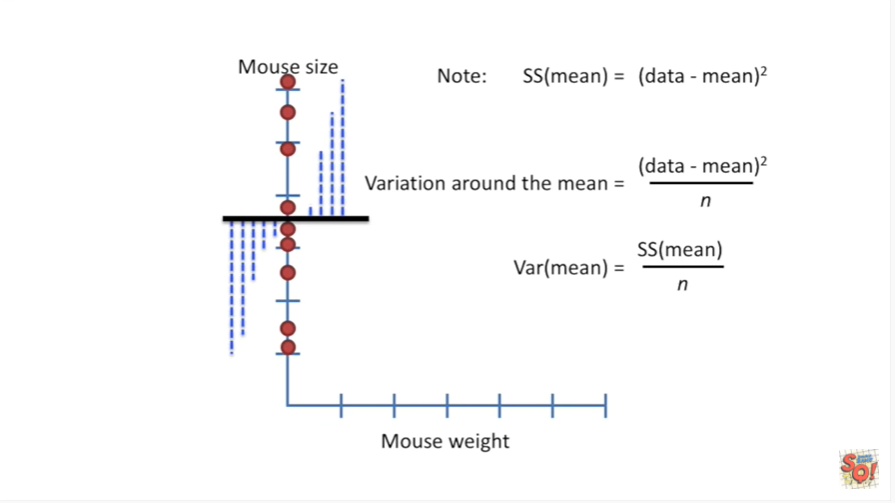 Mouse size
Note: SS(mean) = (data - mean)²
Variation around the mean = (data - mean)²
n
Var(mean) = SS(mean)
n
Mouse weight
SO!